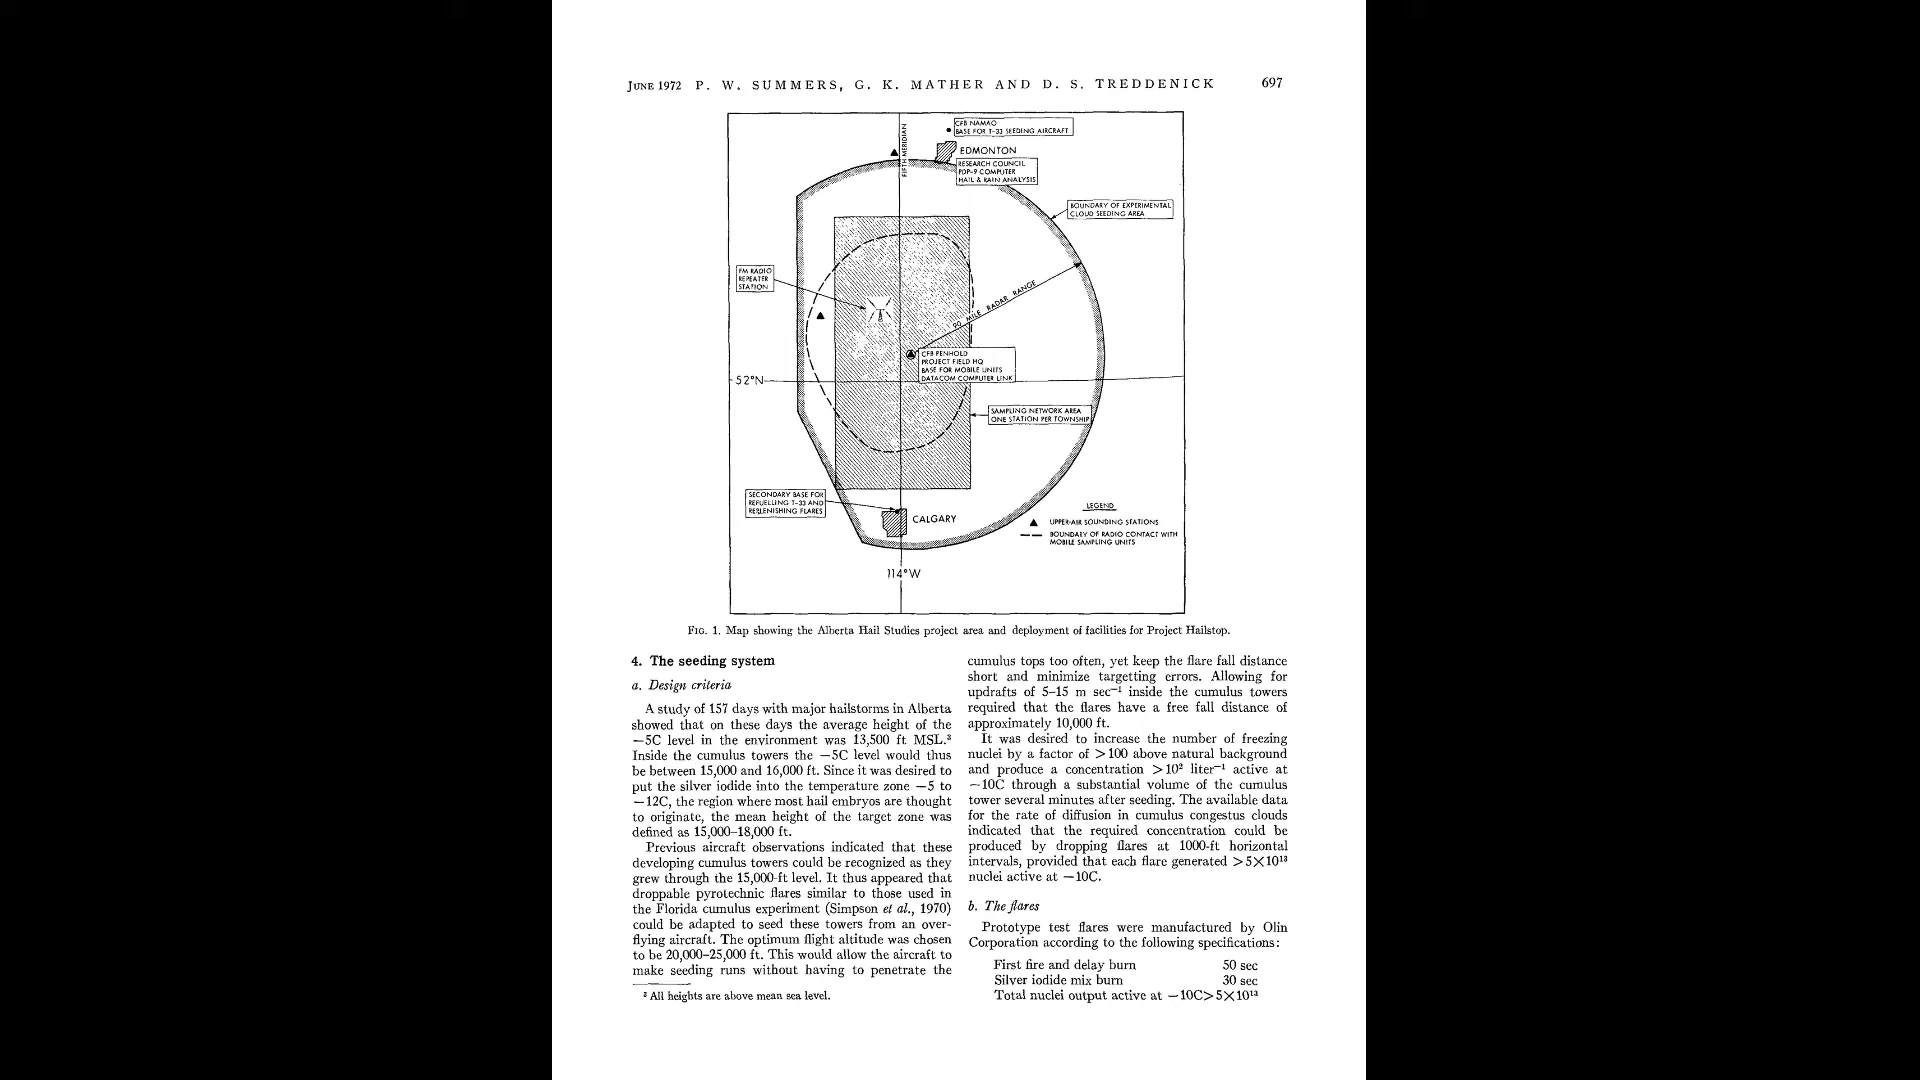 JUNE 1972 P. W. SUMMERS, G. K. MATHER AND D. S. TREDDENICK 697
FIFTH MERIDIAN
CFB NAMAO
BASE FOR T-33 SEEDING AIRCRAFT
EDMONTON
RESEARCH COUNCIL
PDP-9 COMPUTER
HAIL & RAIN ANALYSIS
BOUNDARY OF EXPERIMENTAL
CLOUD SEEDING AREA
FM RADIO
REPEATER
STATION
90 MILE RADAR RANGE
CFB PENHOLD
PROJECT FIELD HQ
BASE FOR MOBILE UNITS
DATACOM COMPUTER LINK
52°N
SAMPLING NETWORK AREA
ONE STATION PER TOWNSHIP
SECONDARY BASE FOR
REFUELLING T-33 AND
REPLENISHING FLARES
CALGARY
LEGEND
UPPER-AIR SOUNDING STATIONS
BOUNDARY OF RADIO CONTACT WITH
MOBILE SAMPLING UNITS
114°W
FIG. 1. Map showing the Alberta Hail Studies project area and deployment of facilities for Project Hailstop.
4. The seeding system
a. Design criteria
A study of 157 days with major hailstorms in Alberta
showed that on these days the average height of the
−5C level in the environment was 13,500 ft MSL.³
Inside the cumulus towers the −5C level would thus
be between 15,000 and 16,000 ft. Since it was desired to
put the silver iodide into the temperature zone −5 to
−12C, the region where most hail embryos are thought
to originate, the mean height of the target zone was
defined as 15,000–18,000 ft.
Previous aircraft observations indicated that these
developing cumulus towers could be recognized as they
grew through the 15,000-ft level. It thus appeared that
droppable pyrotechnic flares similar to those used in
the Florida cumulus experiment (Simpson et al., 1970)
could be adapted to seed these towers from an over-
flying aircraft. The optimum flight altitude was chosen
to be 20,000–25,000 ft. This would allow the aircraft to
make seeding runs without having to penetrate the
³ All heights are above mean sea level.
cumulus tops too often, yet keep the flare fall distance
short and minimize targetting errors. Allowing for
updrafts of 5–15 m sec⁻¹ inside the cumulus towers
required that the flares have a free fall distance of
approximately 10,000 ft.
It was desired to increase the number of freezing
nuclei by a factor of >100 above natural background
and produce a concentration >10² liter⁻¹ active at
−10C through a substantial volume of the cumulus
tower several minutes after seeding. The available data
for the rate of diffusion in cumulus congestus clouds
indicated that the required concentration could be
produced by dropping flares at 1000-ft horizontal
intervals, provided that each flare generated >5×10¹³
nuclei active at −10C.
b. The flares
Prototype test flares were manufactured by Olin
Corporation according to the following specifications:
First fire and delay burn 50 sec
Silver iodide mix burn 30 sec
Total nuclei output active at −10C>5×10¹³